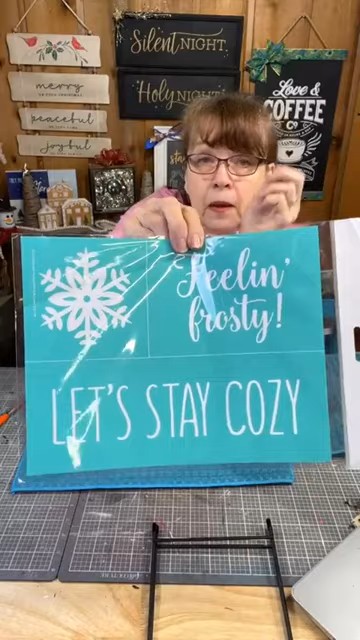 Silent NIGHT
Holy NIGHT
merry
peaceful
joyful
Love &
COFFEE
Feelin'
frosty!
LET'S STAY COZY